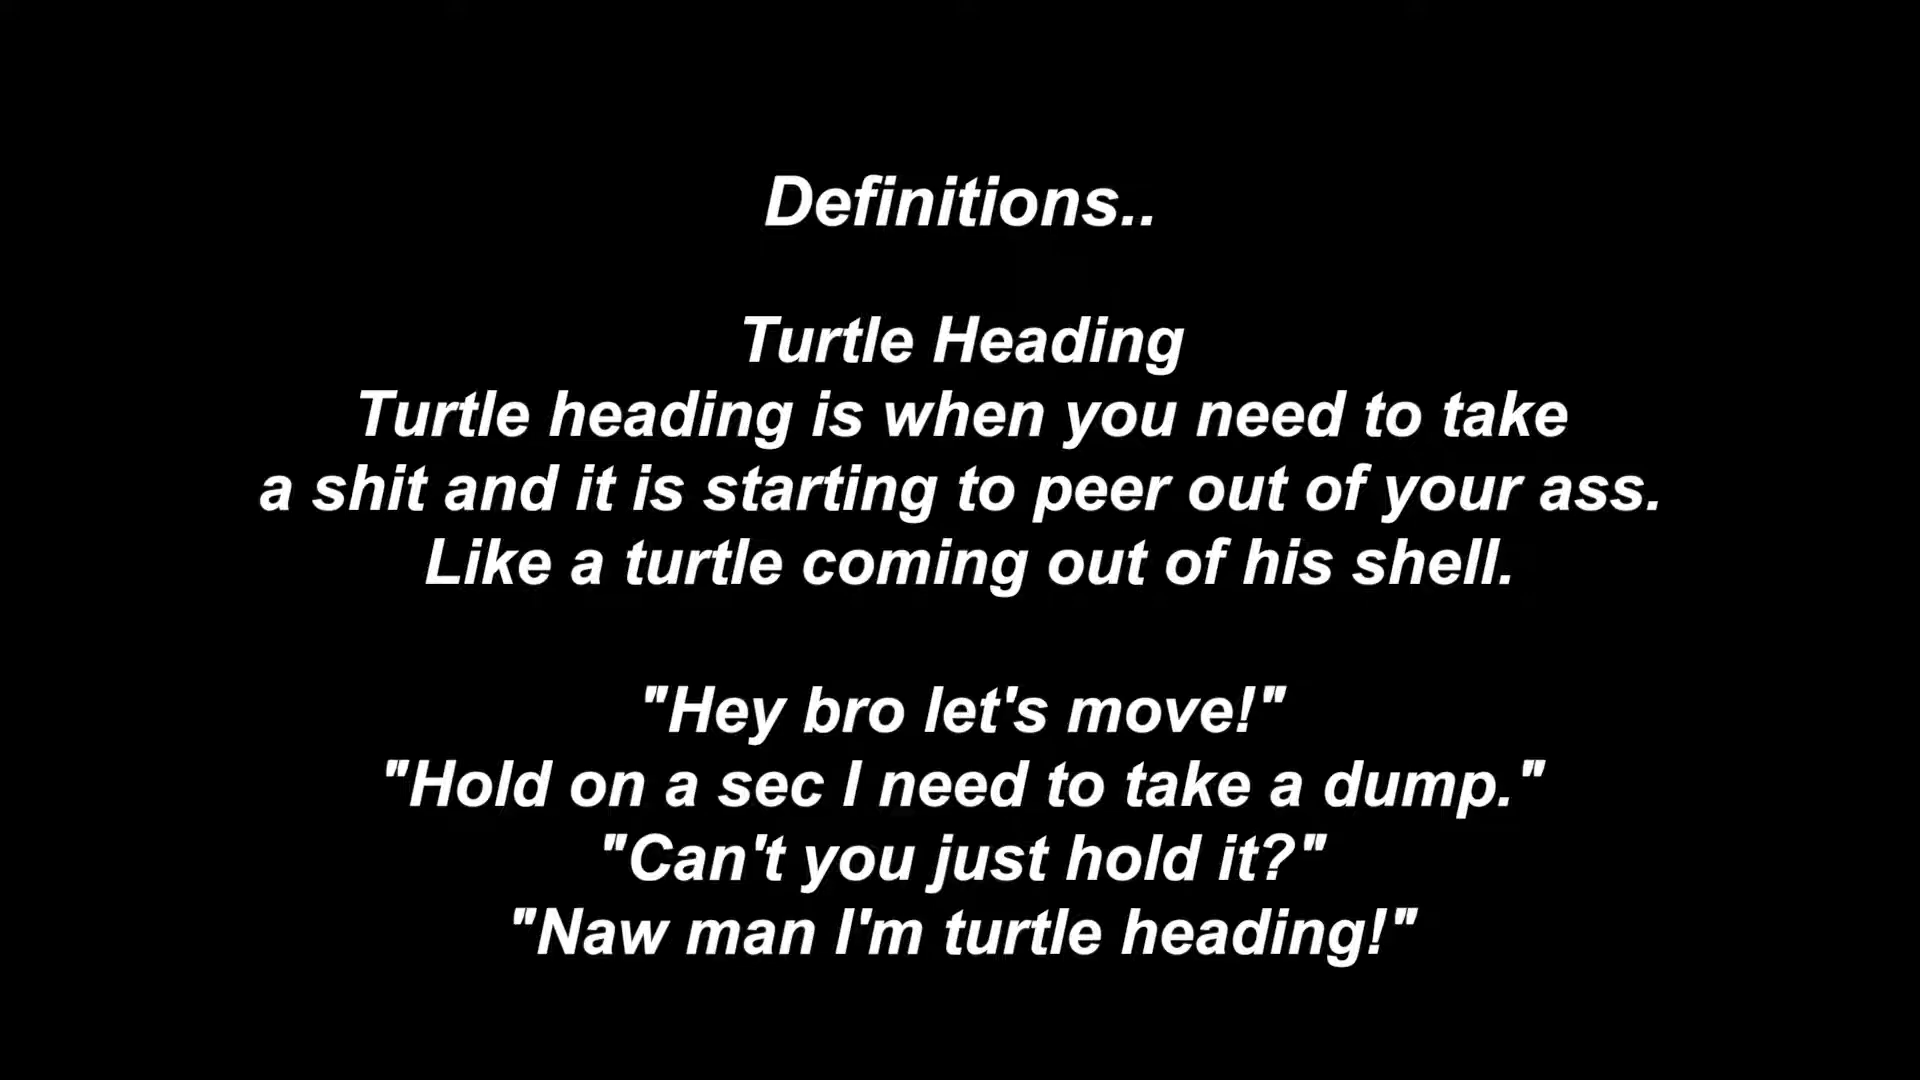 Definitions..
Turtle Heading
Turtle heading is when you need to take
a shit and it is starting to peer out of your ass.
Like a turtle coming out of his shell.
"Hey bro let's move!"
"Hold on a sec I need to take a dump."
"Can't you just hold it?"
"Naw man I'm turtle heading!"